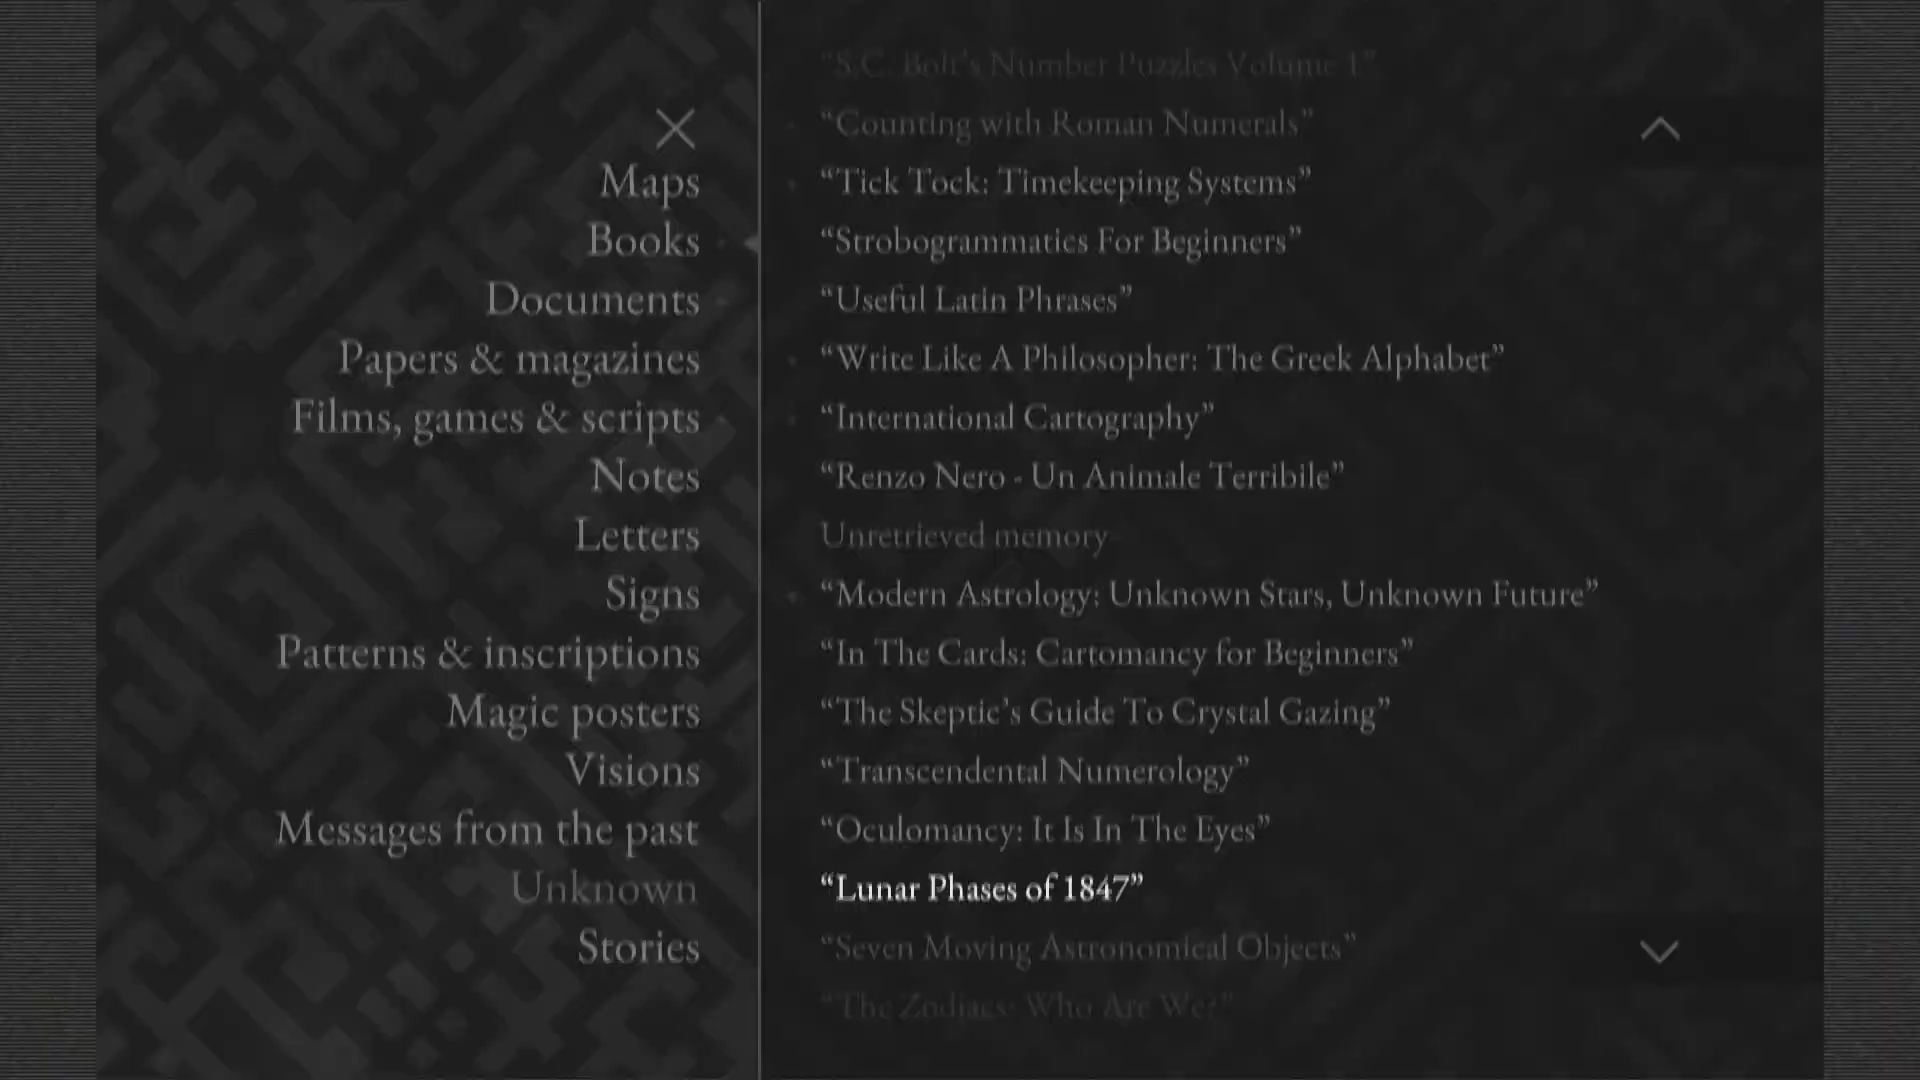 Maps
Books
Documents
Papers & magazines
Films, games & scripts
Notes
Letters
Signs
Patterns & inscriptions
Magic posters
Visions
Messages from the past
Unknown
Stories
“S.C. Bolt’s Number Puzzles Volume 1”
“Counting with Roman Numerals”
“Tick Tock: Timekeeping Systems”
“Strobogrammatics For Beginners”
“Useful Latin Phrases”
“Write Like A Philosopher: The Greek Alphabet”
“International Cartography”
“Renzo Nero - Un Animale Terribile”
Unretrieved memory
“Modern Astrology: Unknown Stars, Unknown Future”
“In The Cards: Cartomancy for Beginners”
“The Skeptic’s Guide To Crystal Gazing”
“Transcendental Numerology”
“Oculomancy: It Is In The Eyes”
“Lunar Phases of 1847”
“Seven Moving Astronomical Objects”
“The Zodiacs: Who Are We?”